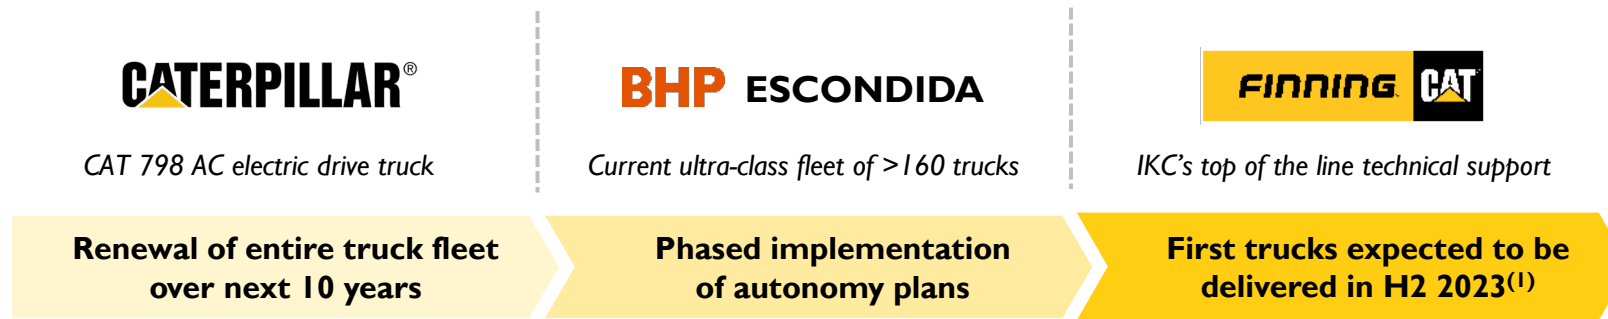 CATERPILLAR®
CAT 798 AC electric drive truck
Renewal of entire truck fleet
over next 10 years
BHP ESCONDIDA
Current ultra-class fleet of >160 trucks
Phased implementation
of autonomy plans
FINNING CAT
IKC's top of the line technical support
First trucks expected to be
delivered in H2 2023(1)